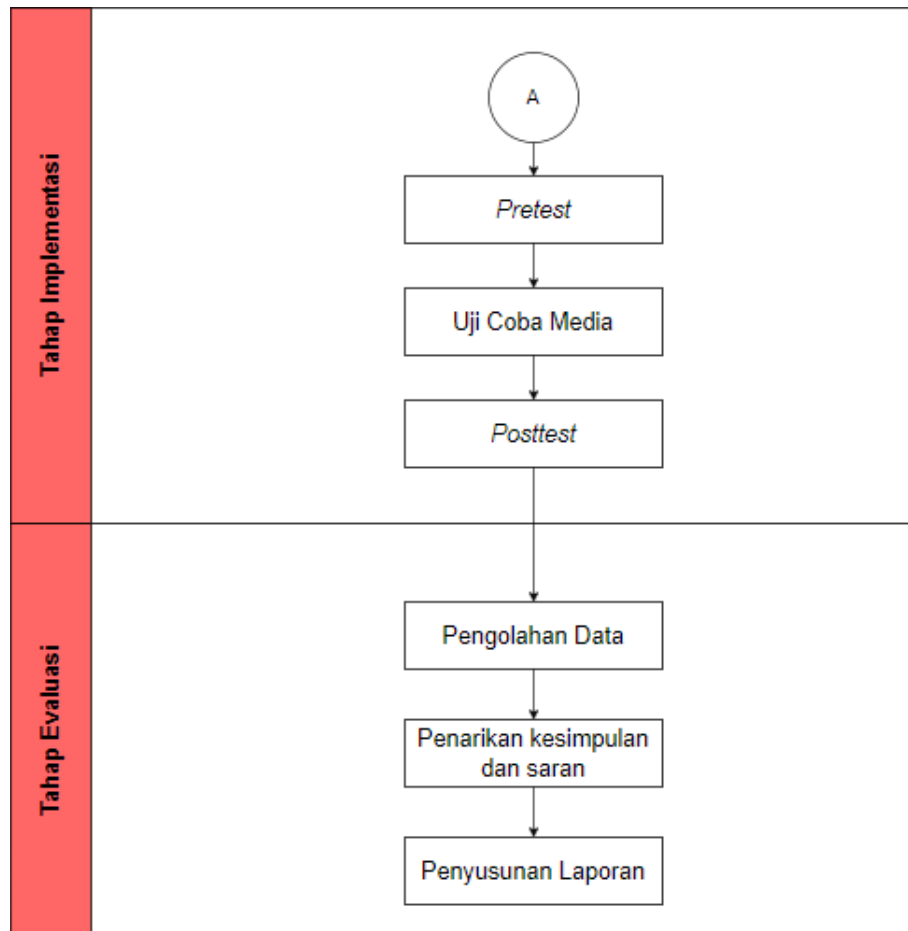 Tahap Implementasi
A
Pretest
Uji Coba Media
Posttest
Tahap Evaluasi
Pengolahan Data
Penarikan kesimpulan
dan saran
Penyusunan Laporan